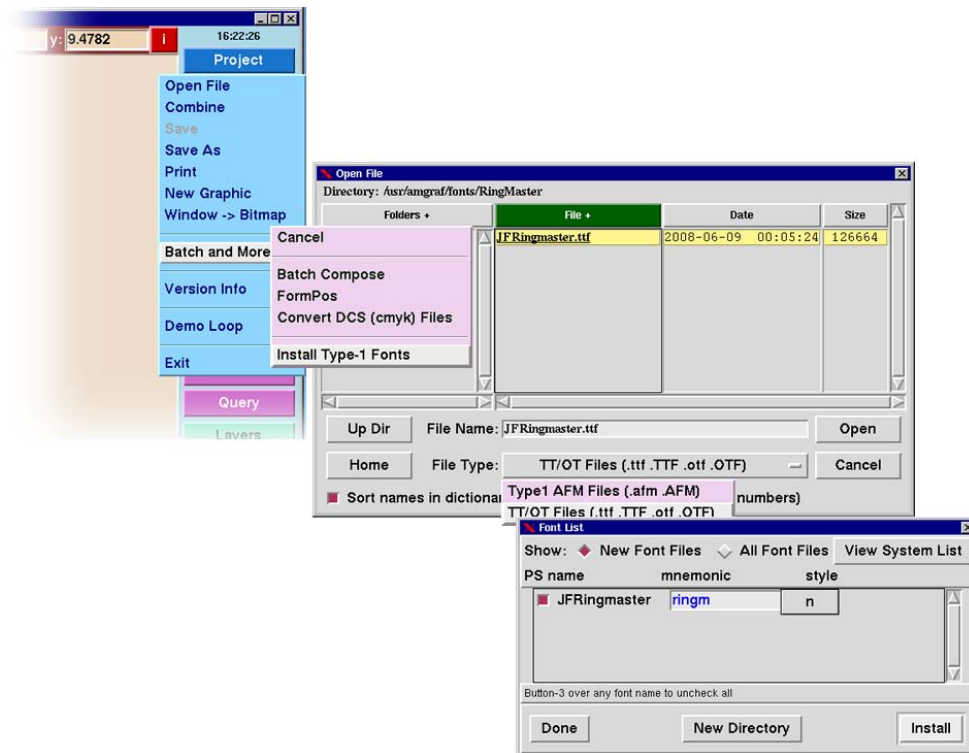 16:22:26
y: 9.4782 i
Project
Open File
Combine
Save
Save As
Print
New Graphic
Window -> Bitmap
Batch and More
Version Info
Demo Loop
Exit
Query
Layers
Cancel
Batch Compose
FormPos
Convert DCS (cmyk) Files
Install Type-1 Fonts
Open File
Directory: /usr/amgraf/fonts/RingMaster
Folders + File + Date Size
JFRingmaster.ttf 2008-06-09 00:05:24 126664
Up Dir File Name: JFRingmaster.ttf Open
Home File Type: TT/OT Files (.ttf .TTF .otf .OTF) Cancel
Sort names in numbers)
Type1 AFM Files (.afm .AFM)
TT/OT Files (.ttf .TTF .otf .OTF)
Font List
Show: New Font Files All Font Files View System List
PS name mnemonic style
JFRingmaster ringm n
Button-3 over any font name to uncheck all
Done New Directory Install